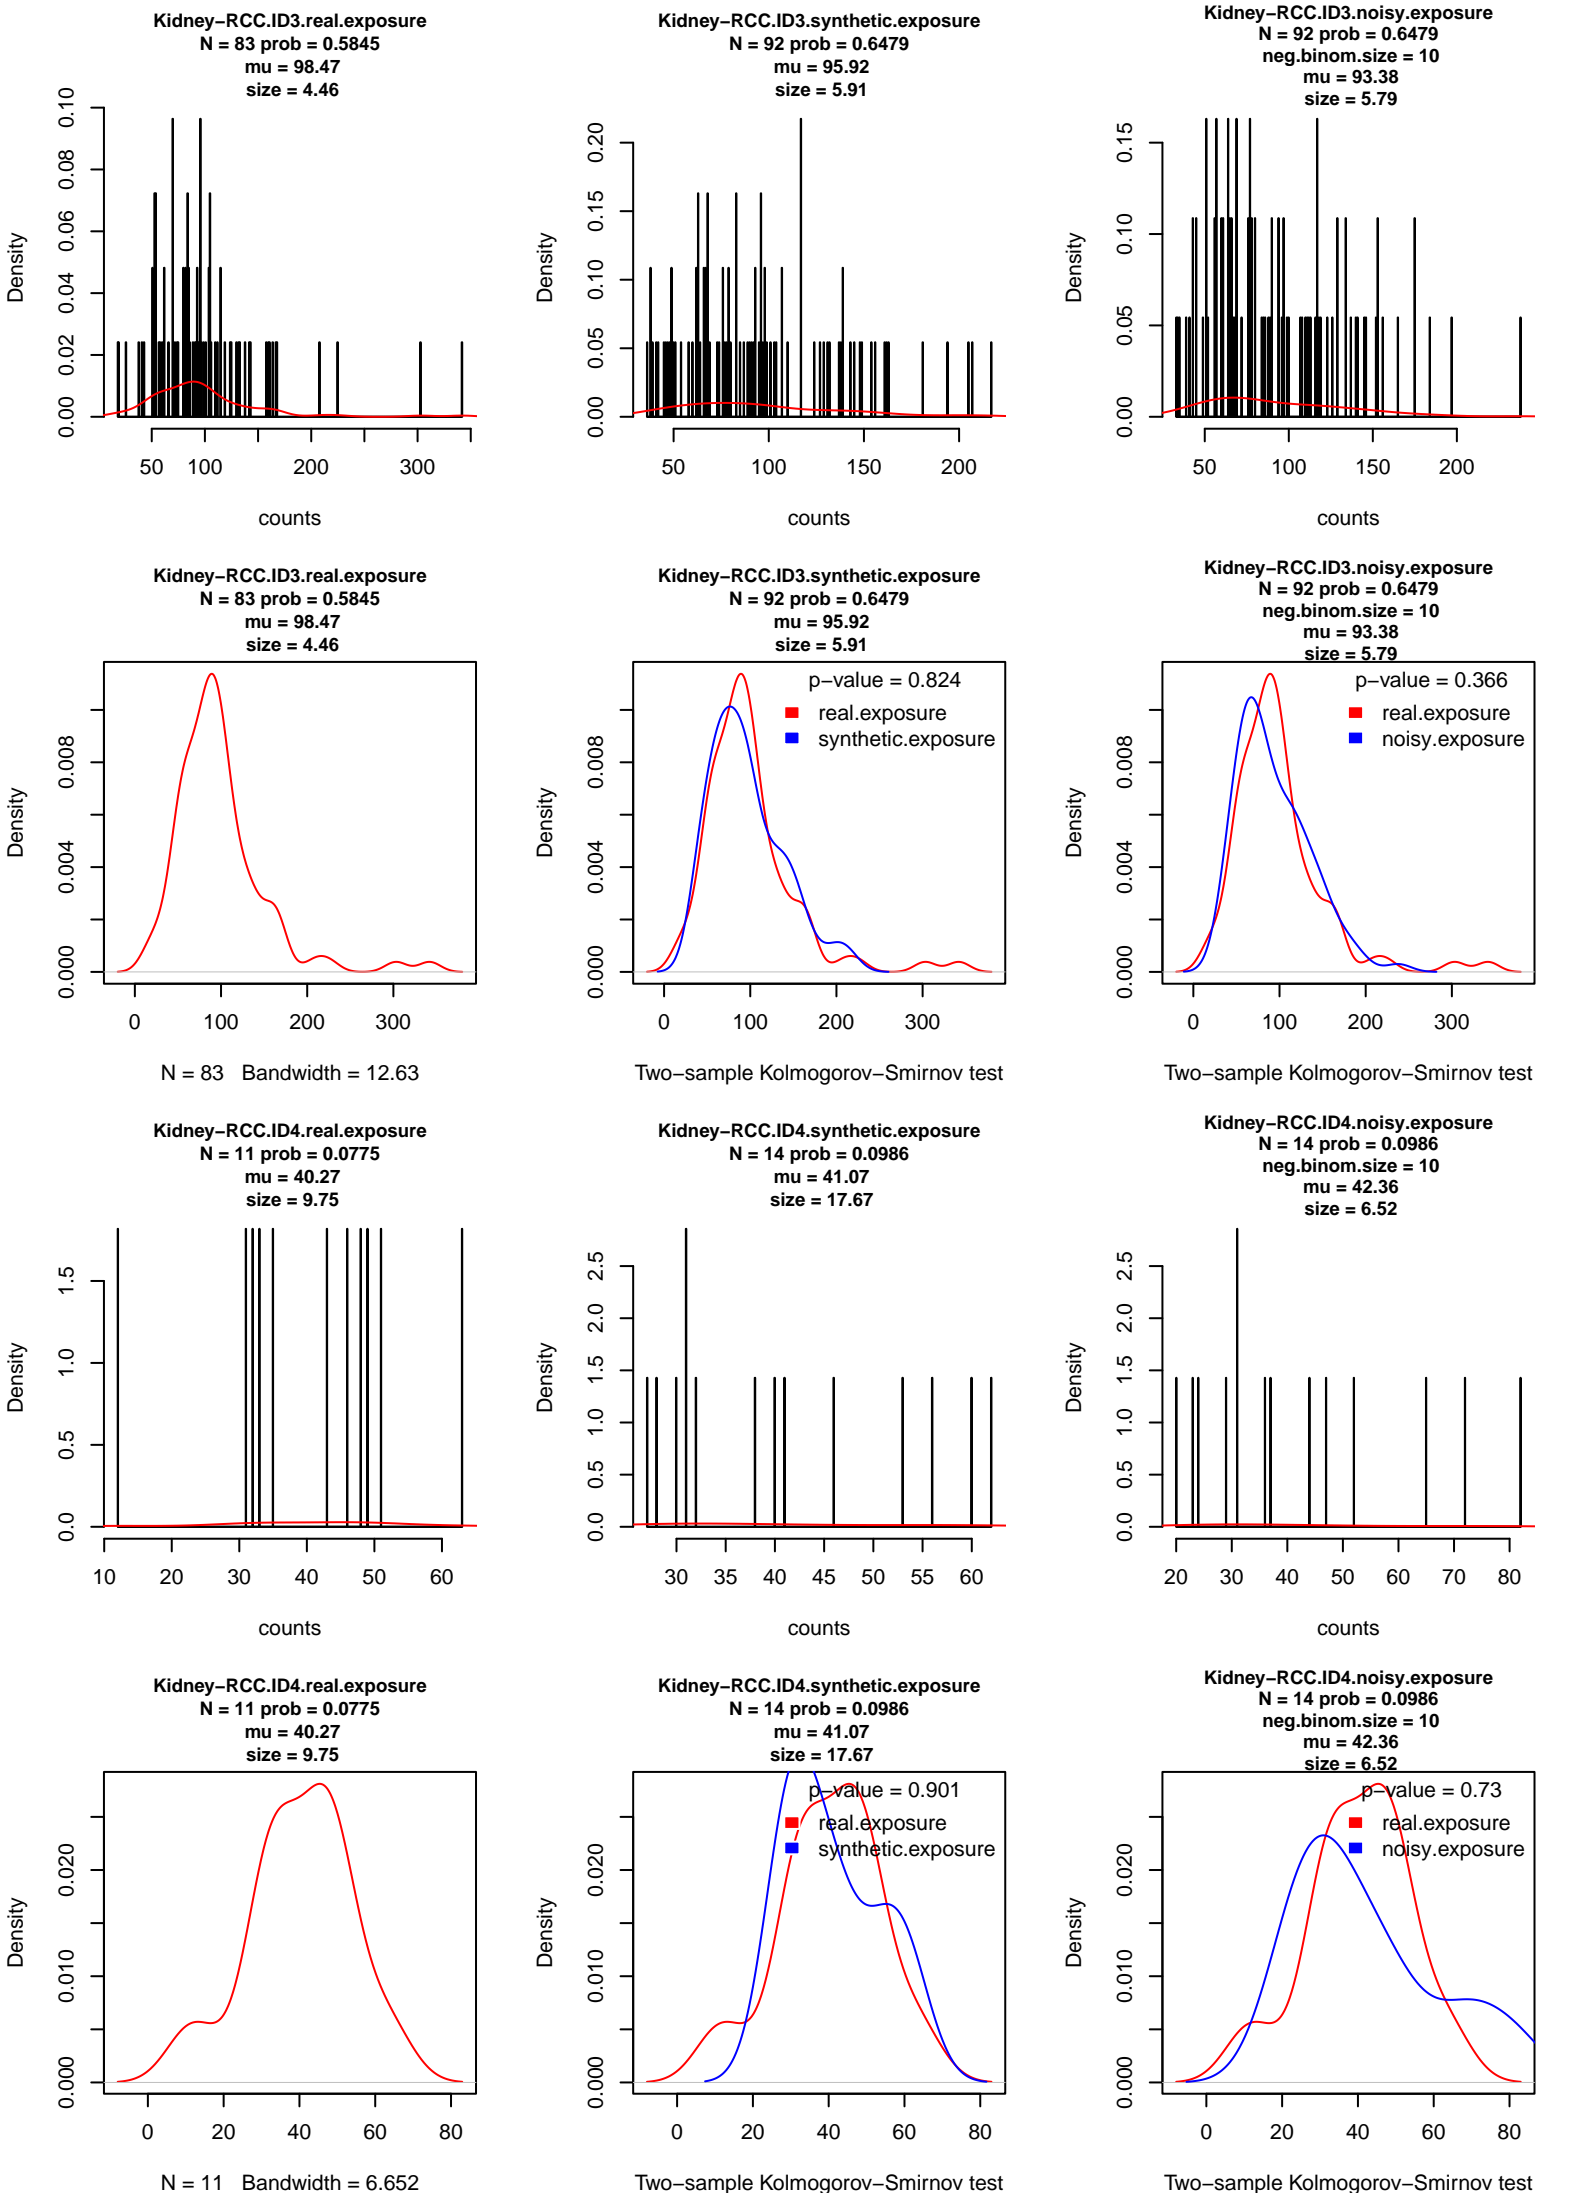 Kidney−RCC.ID3.real.exposure
N = 83 prob = 0.5845
mu = 98.47
size = 4.46
Density
0.00 0.02 0.04 0.06 0.08 0.10
50 100 200 300
counts
Kidney−RCC.ID3.synthetic.exposure
N = 92 prob = 0.6479
mu = 95.92
size = 5.91
Density
0.00 0.05 0.10 0.15 0.20
50 100 150 200
counts
Kidney−RCC.ID3.noisy.exposure
N = 92 prob = 0.6479
neg.binom.size = 10
mu = 93.38
size = 5.79
Density
0.00 0.05 0.10 0.15
50 100 150 200
counts
Kidney−RCC.ID3.real.exposure
N = 83 prob = 0.5845
mu = 98.47
size = 4.46
Density
0.000 0.004 0.008
0 100 200 300
N = 83 Bandwidth = 12.63
Kidney−RCC.ID3.synthetic.exposure
N = 92 prob = 0.6479
mu = 95.92
size = 5.91
p−value = 0.824
real.exposure
synthetic.exposure
Density
0.000 0.004 0.008
0 100 200 300
Two−sample Kolmogorov−Smirnov test
Kidney−RCC.ID3.noisy.exposure
N = 92 prob = 0.6479
neg.binom.size = 10
mu = 93.38
size = 5.79
p−value = 0.366
real.exposure
noisy.exposure
Density
0.000 0.004 0.008
0 100 200 300
Two−sample Kolmogorov−Smirnov test
Kidney−RCC.ID4.real.exposure
N = 11 prob = 0.0775
mu = 40.27
size = 9.75
Density
0.0 0.5 1.0 1.5
10 20 30 40 50 60
counts
Kidney−RCC.ID4.synthetic.exposure
N = 14 prob = 0.0986
mu = 41.07
size = 17.67
Density
0.0 0.5 1.0 1.5 2.0 2.5
30 35 40 45 50 55 60
counts
Kidney−RCC.ID4.noisy.exposure
N = 14 prob = 0.0986
neg.binom.size = 10
mu = 42.36
size = 6.52
Density
0.0 0.5 1.0 1.5 2.0 2.5
20 30 40 50 60 70 80
counts
Kidney−RCC.ID4.real.exposure
N = 11 prob = 0.0775
mu = 40.27
size = 9.75
Density
0.000 0.010 0.020
0 20 40 60 80
N = 11 Bandwidth = 6.652
Kidney−RCC.ID4.synthetic.exposure
N = 14 prob = 0.0986
mu = 41.07
size = 17.67
p−value = 0.901
real.exposure
synthetic.exposure
Density
0.000 0.010 0.020
0 20 40 60 80
Two−sample Kolmogorov−Smirnov test
Kidney−RCC.ID4.noisy.exposure
N = 14 prob = 0.0986
neg.binom.size = 10
mu = 42.36
size = 6.52
p−value = 0.73
real.exposure
noisy.exposure
Density
0.000 0.010 0.020
0 20 40 60 80
Two−sample Kolmogorov−Smirnov test